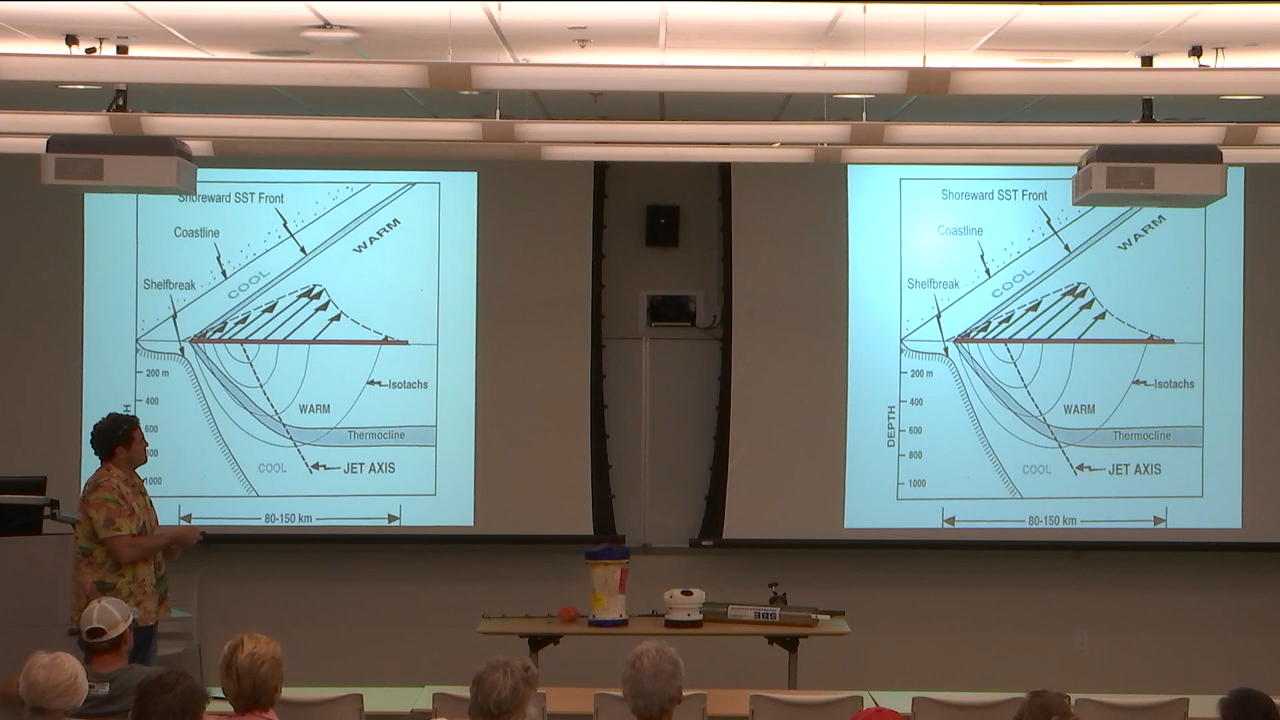 Shoreward SST Front
Coastline
WARM
COOL
Shelfbreak
200 m
400
600
800
1000
H
Isotachs
WARM
Thermocline
COOL
JET AXIS
80-150 km
Shoreward SST Front
Coastline
WARM
COOL
Shelfbreak
200 m
400
600
800
1000
DEPTH
Isotachs
WARM
Thermocline
COOL
JET AXIS
80-150 km
SBE